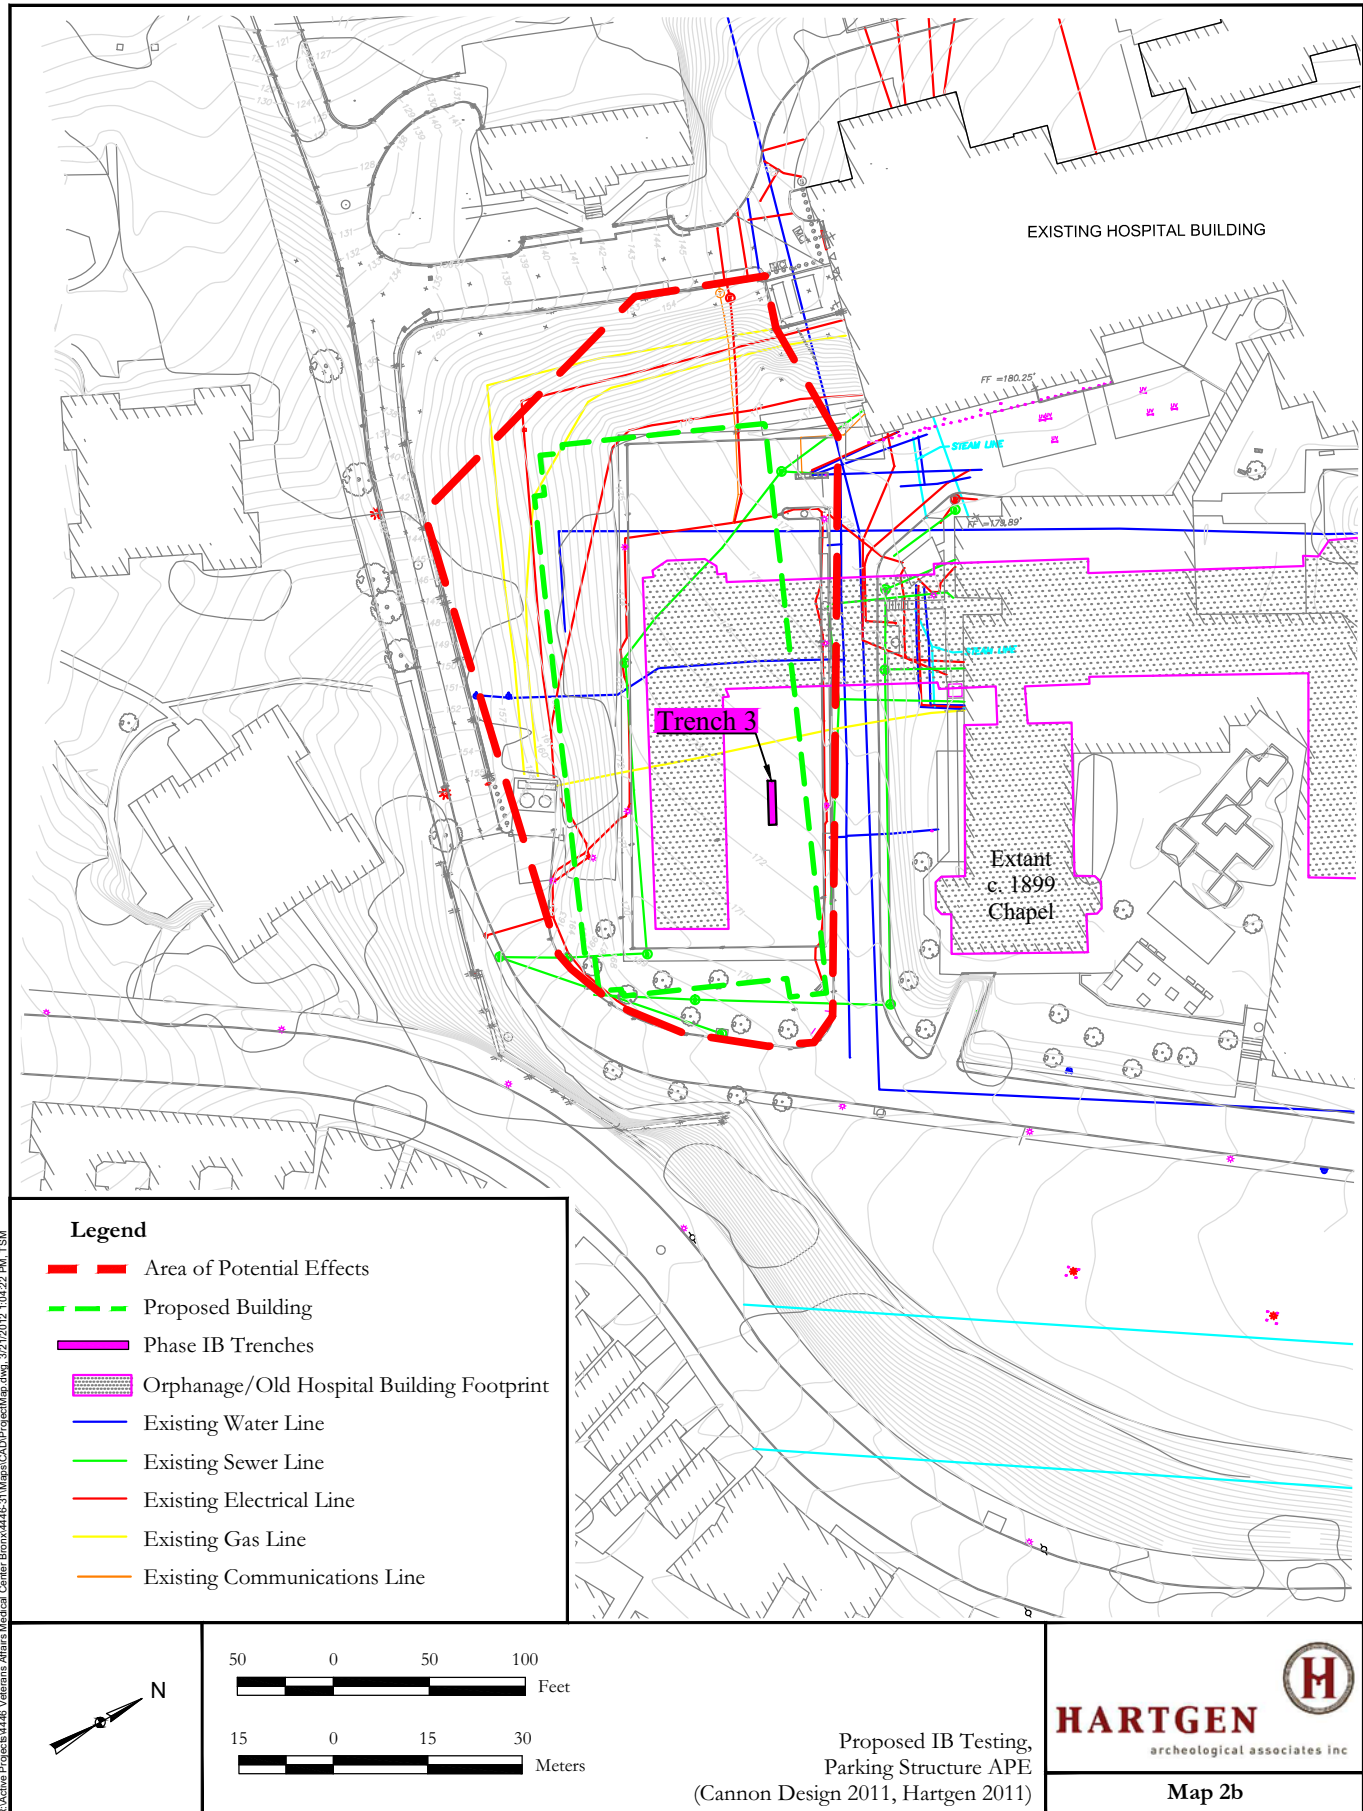 EXISTING HOSPITAL BUILDING
FF =180.25'
STEAM LINE
FF =179.89'
STEAM LINE
Trench 3
Extant
c. 1899
Chapel
Legend
Area of Potential Effects
Proposed Building
Phase IB Trenches
Orphanage/Old Hospital Building Footprint
Existing Water Line
Existing Sewer Line
Existing Electrical Line
Existing Gas Line
Existing Communications Line
N
50 0 50 100
Feet
15 0 15 30
Meters
Proposed IB Testing,
Parking Structure APE
(Cannon Design 2011, Hartgen 2011)
H
HARTGEN
archeological associates inc
Map 2b